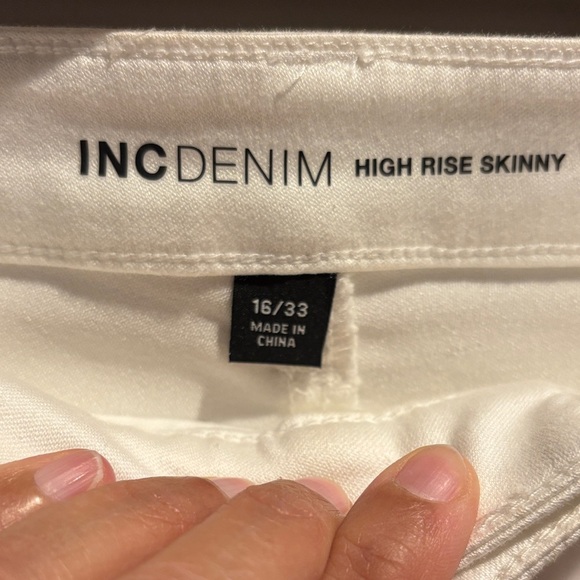 INCDENIM HIGH RISE SKINNY
16/33
MADE IN
CHINA